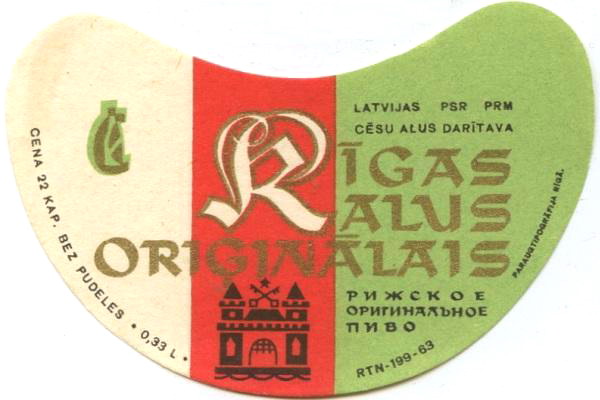 LATVIJAS PSR PRM
CĒSU ALUS DARĪTAVA
RĪGAS
ALUS
ORIGINĀLAIS
РИЖСКОЕ
ОРИГИНАЛЬНОЕ
ПИВО
RTN-199-63
CENA 22 KAP. BEZ PUDELES • 0,33 L •
PARAUGTIPOGRĀFIJA RĪGĀ.